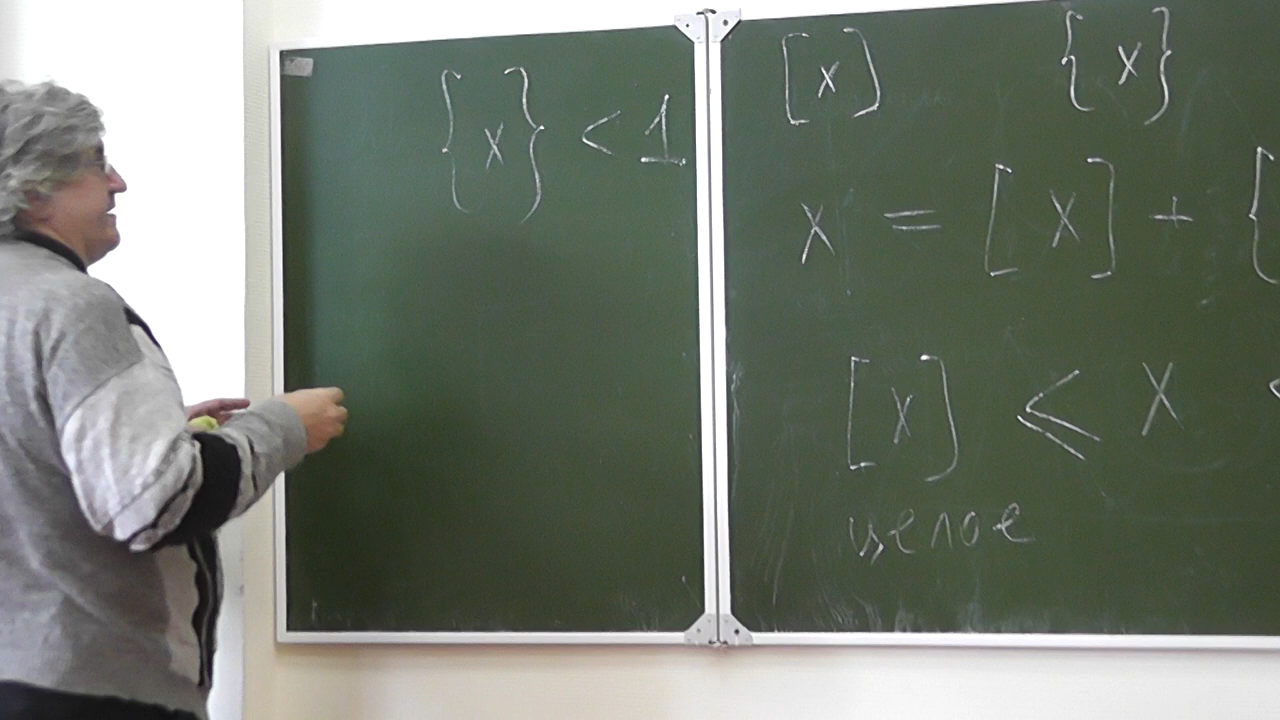 {x} < 1
[x] {x}
x = [x] + {
[x] ≤ x <
целое